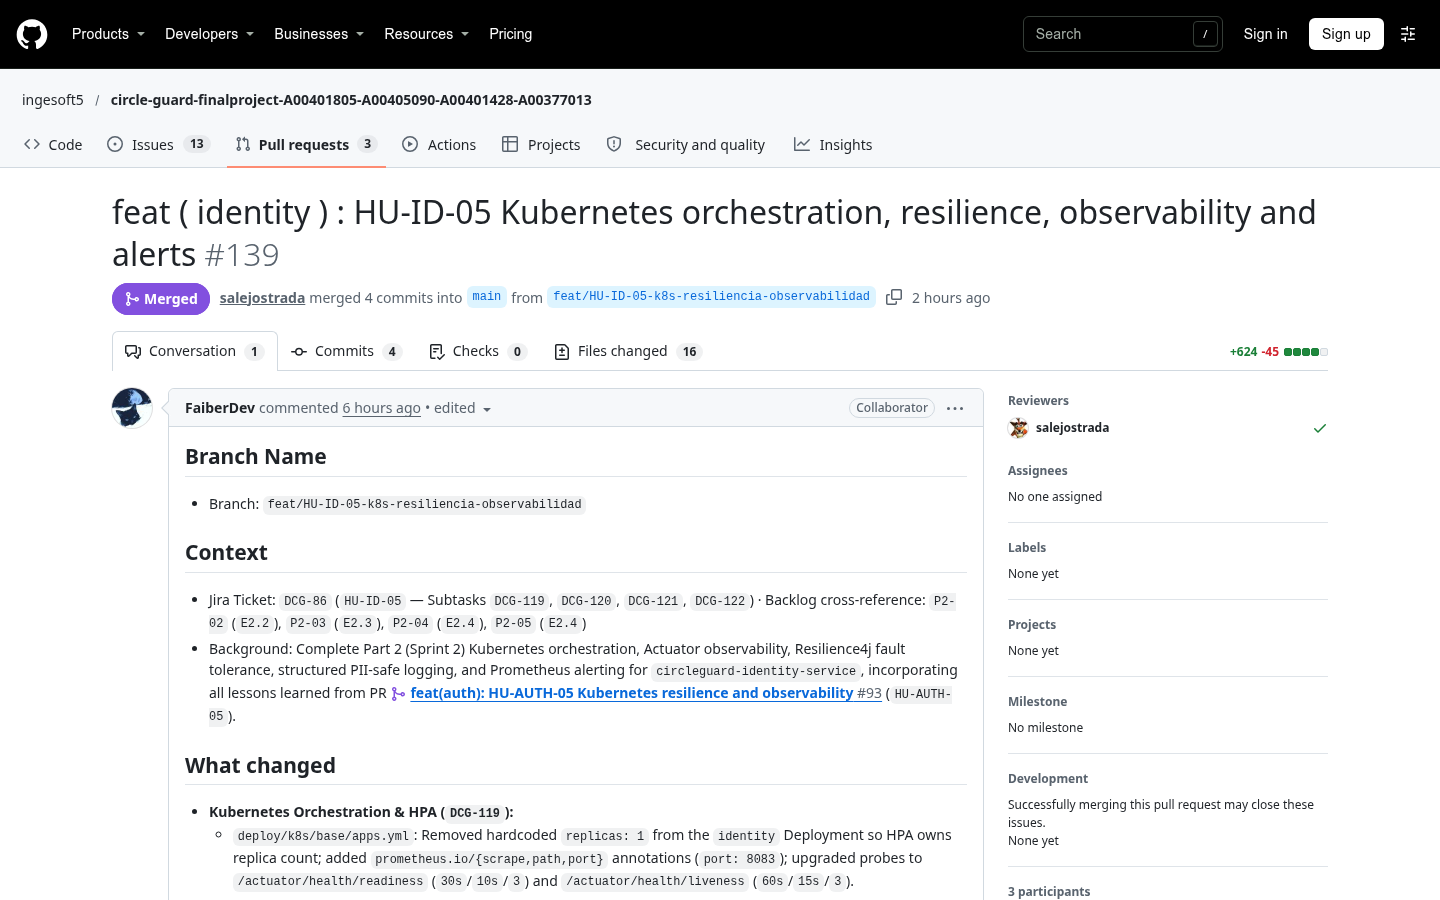 Products Developers Businesses Resources Pricing Search / Sign in Sign up
ingesoft5 / circle-guard-finalproject-A00401805-A00405090-A00401428-A00377013
Code Issues 13 Pull requests 3 Actions Projects Security and quality Insights
feat ( identity ) : HU-ID-05 Kubernetes orchestration, resilience, observability and
alerts #139
Merged salejostrada merged 4 commits into main from feat/HU-ID-05-k8s-resiliencia-observabilidad 2 hours ago
Conversation 1 Commits 4 Checks 0 Files changed 16 +624 -45
FaiberDev commented 6 hours ago • edited Collaborator
Branch Name
• Branch: feat/HU-ID-05-k8s-resiliencia-observabilidad
Context
• Jira Ticket: DCG-86 ( HU-ID-05 — Subtasks DCG-119, DCG-120, DCG-121, DCG-122 ) · Backlog cross-reference: P2-
02 ( E2.2 ), P2-03 ( E2.3 ), P2-04 ( E2.4 ), P2-05 ( E2.4 )
• Background: Complete Part 2 (Sprint 2) Kubernetes orchestration, Actuator observability, Resilience4j fault
tolerance, structured PII-safe logging, and Prometheus alerting for circleguard-identity-service, incorporating
all lessons learned from PR feat(auth): HU-AUTH-05 Kubernetes resilience and observability #93 ( HU-AUTH-
05 ).
What changed
• Kubernetes Orchestration & HPA ( DCG-119 ):
deploy/k8s/base/apps.yml : Removed hardcoded replicas: 1 from the identity Deployment so HPA owns
replica count; added prometheus.io/{scrape,path,port} annotations ( port: 8083 ); upgraded probes to
/actuator/health/readiness ( 30s / 10s / 3 ) and /actuator/health/liveness ( 60s / 15s / 3 ).
Reviewers
salejostrada
Assignees
No one assigned
Labels
None yet
Projects
None yet
Milestone
No milestone
Development
Successfully merging this pull request may close these
issues.
None yet
3 participants